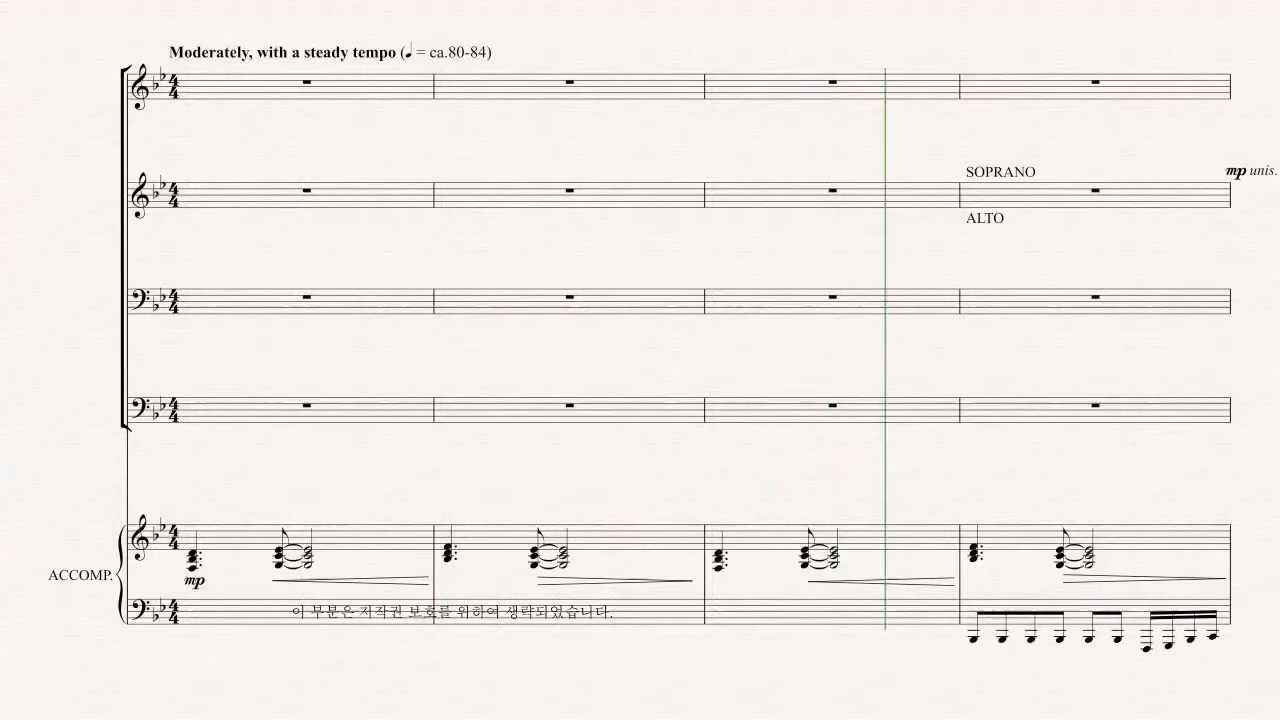 Moderately, with a steady tempo (♩ = ca.80-84)
SOPRANO
mp unis.
ALTO
ACCOMP.
mp
이 부분은 저작권 보호를 위하여 생략되었습니다.